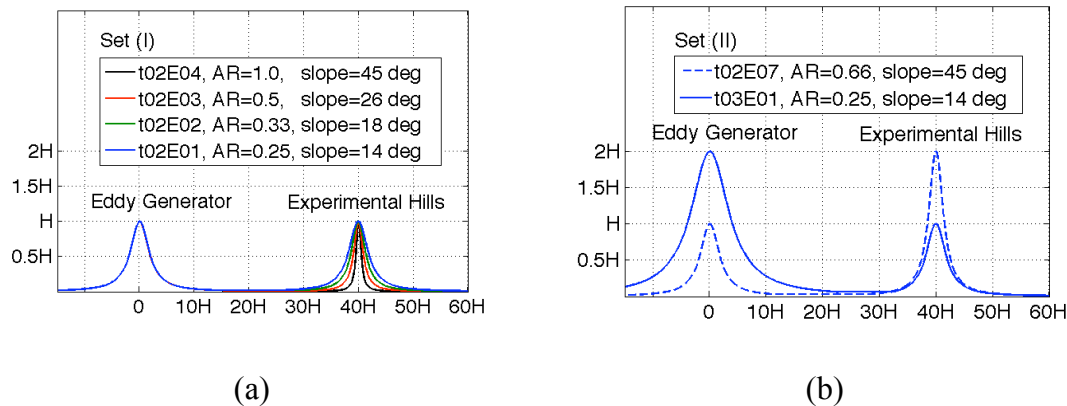 Set (I)
t02E04, AR=1.0, slope=45 deg
t02E03, AR=0.5, slope=26 deg
t02E02, AR=0.33, slope=18 deg
t02E01, AR=0.25, slope=14 deg
2H
1.5H
Eddy Generator Experimental Hills
H
0.5H
0 10H 20H 30H 40H 50H 60H
(a)
Set (II)
t02E07, AR=0.66, slope=45 deg
t03E01, AR=0.25, slope=14 deg
Eddy Generator Experimental Hills
2H
1.5H
H
0.5H
0 10H 20H 30H 40H 50H 60H
(b)